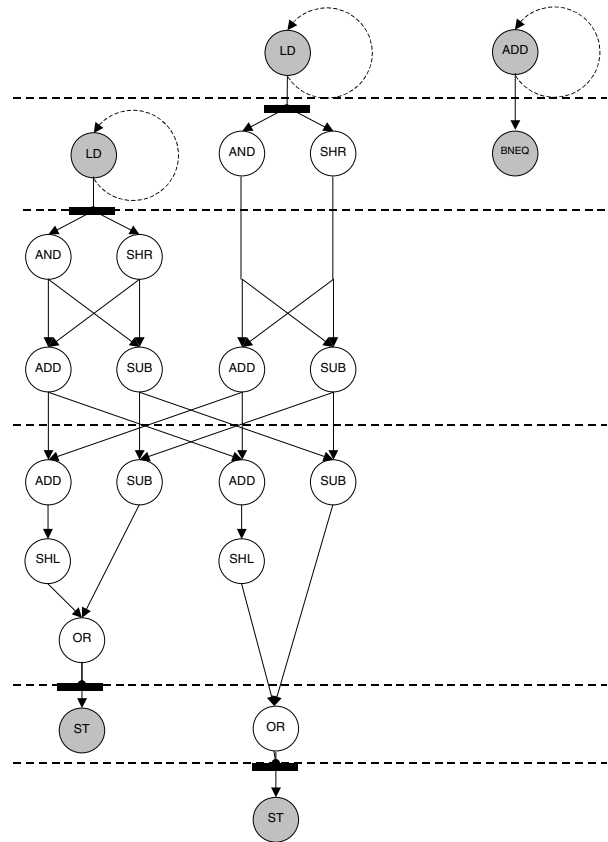 LD
ADD
LD
AND
SHR
BNEQ
AND
SHR
ADD
SUB
ADD
SUB
ADD
SUB
ADD
SUB
SHL
SHL
OR
ST
OR
ST